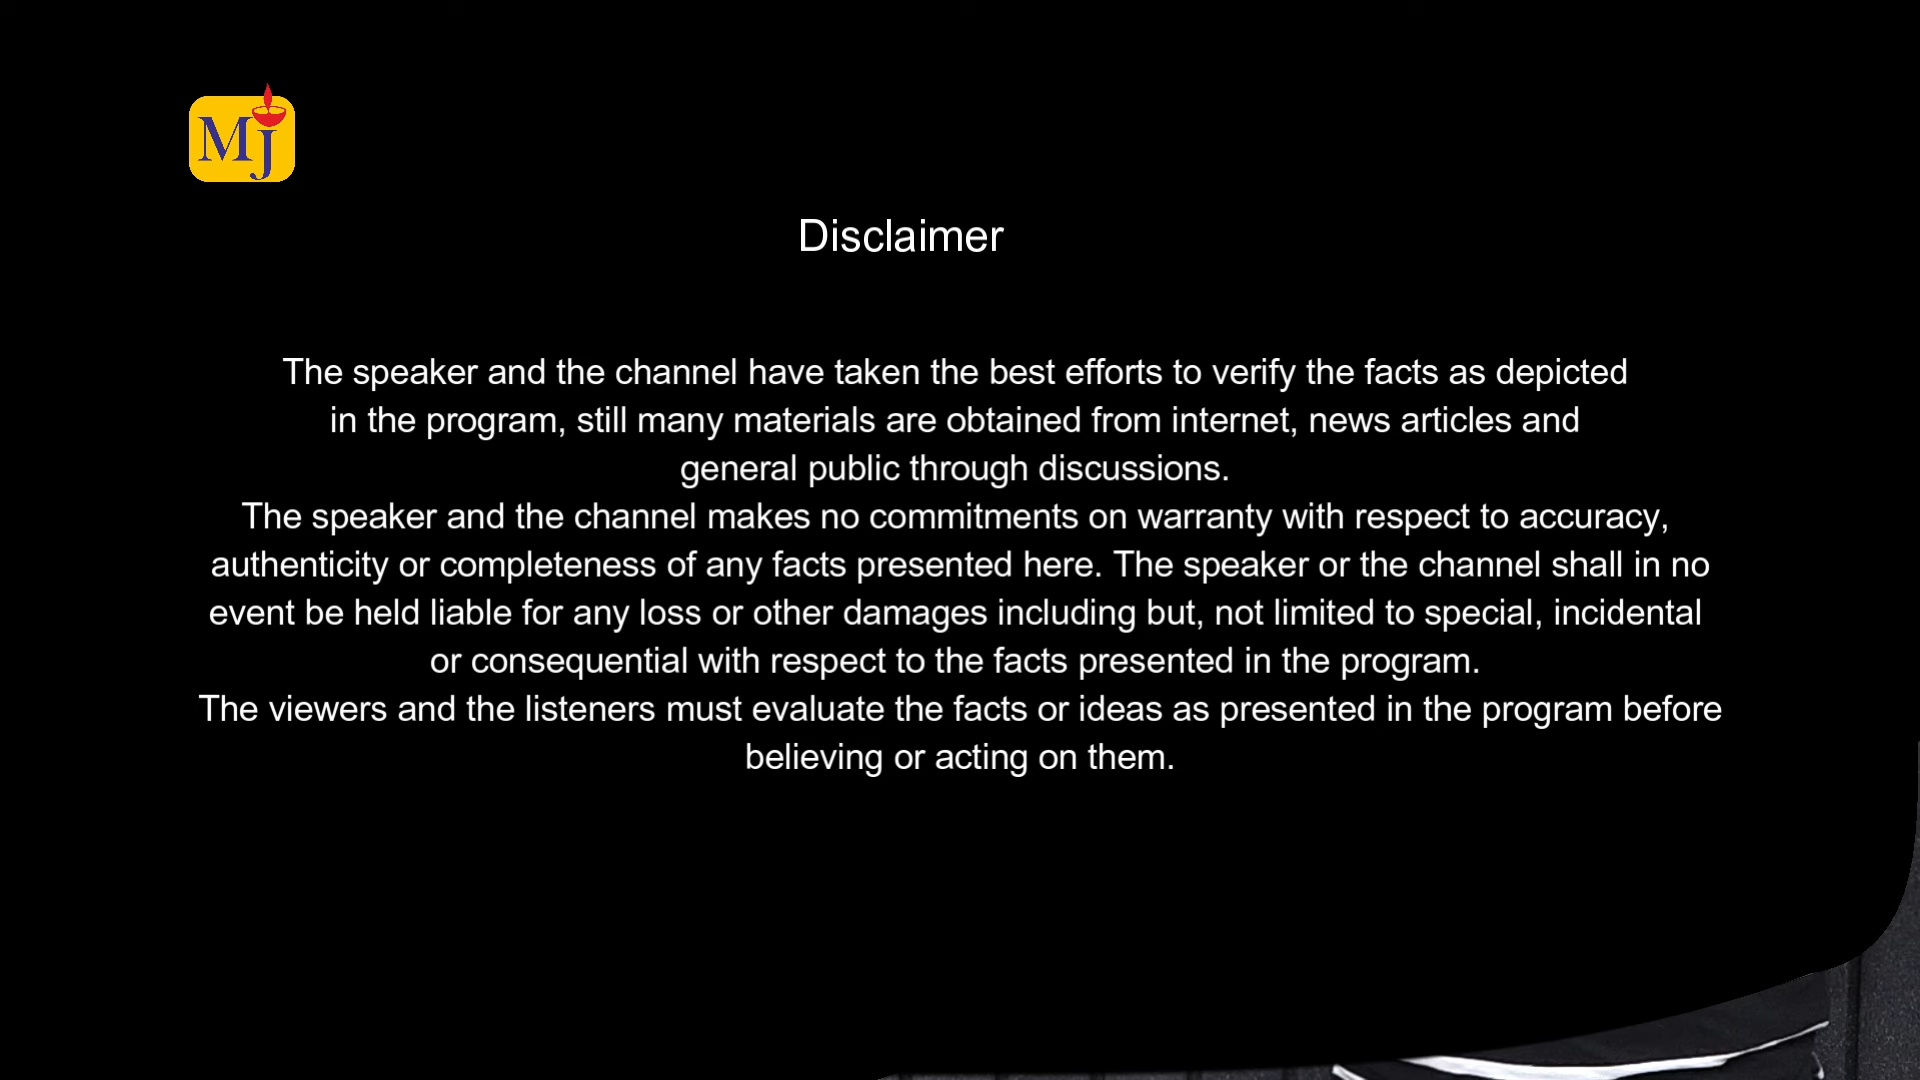 MJ
Disclaimer
The speaker and the channel have taken the best efforts to verify the facts as depicted
in the program, still many materials are obtained from internet, news articles and
general public through discussions.
The speaker and the channel makes no commitments on warranty with respect to accuracy,
authenticity or completeness of any facts presented here. The speaker or the channel shall in no
event be held liable for any loss or other damages including but, not limited to special, incidental
or consequential with respect to the facts presented in the program.
The viewers and the listeners must evaluate the facts or ideas as presented in the program before
believing or acting on them.